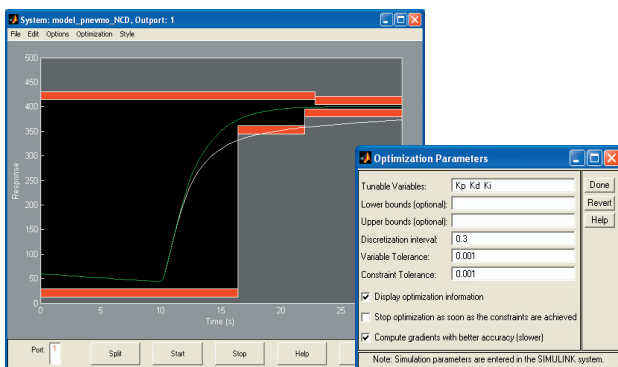 System: model_pnevmo_NCD, Outport: 1
File Edit Options Optimization Style
500
450
400
350
300
250
200
150
100
50
0
Response
0 5 10 15 20 25
Time (s)
Port: 1 Split Start Stop Help
Optimization Parameters
Tunable Variables: Kp Kd Ki Done
Lower bounds (optional): Revert
Upper bounds (optional): Help
Discretization interval: 0.3
Variable Tolerance: 0.001
Constraint Tolerance: 0.001
Display optimization information
Stop optimization as soon as the constraints are achieved
Compute gradients with better accuracy (slower)
Note: Simulation parameters are entered in the SIMULINK system.